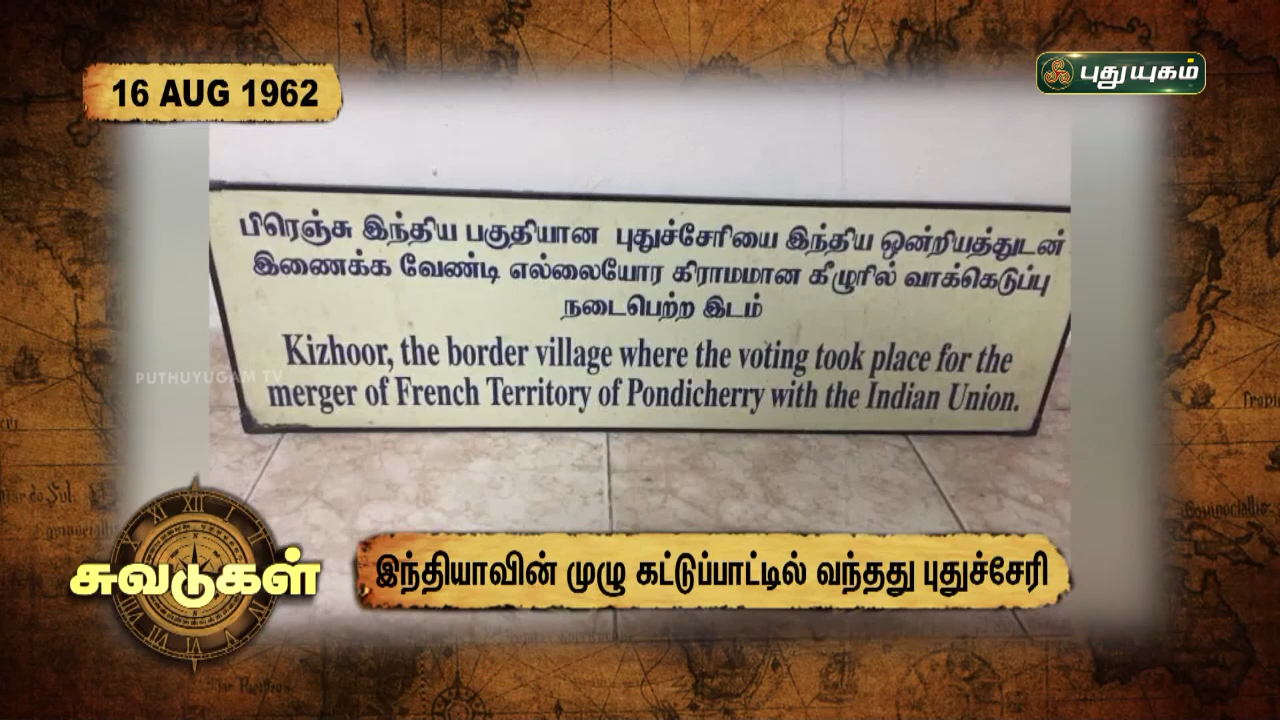 16 AUG 1962
புதுயுகம்
பிரெஞ்சு இந்திய பகுதியான புதுச்சேரியை இந்திய ஒன்றியத்துடன்
இணைக்க வேண்டி எல்லையோர கிராமமான கீழூரில் வாக்கெடுப்பு
நடைபெற்ற இடம்
Kizhoor, the border village where the voting took place for the
merger of French Territory of Pondicherry with the Indian Union.
PUTHUYUGAM TV
சுவடுகள்
இந்தியாவின் முழு கட்டுப்பாட்டில் வந்தது புதுச்சேரி